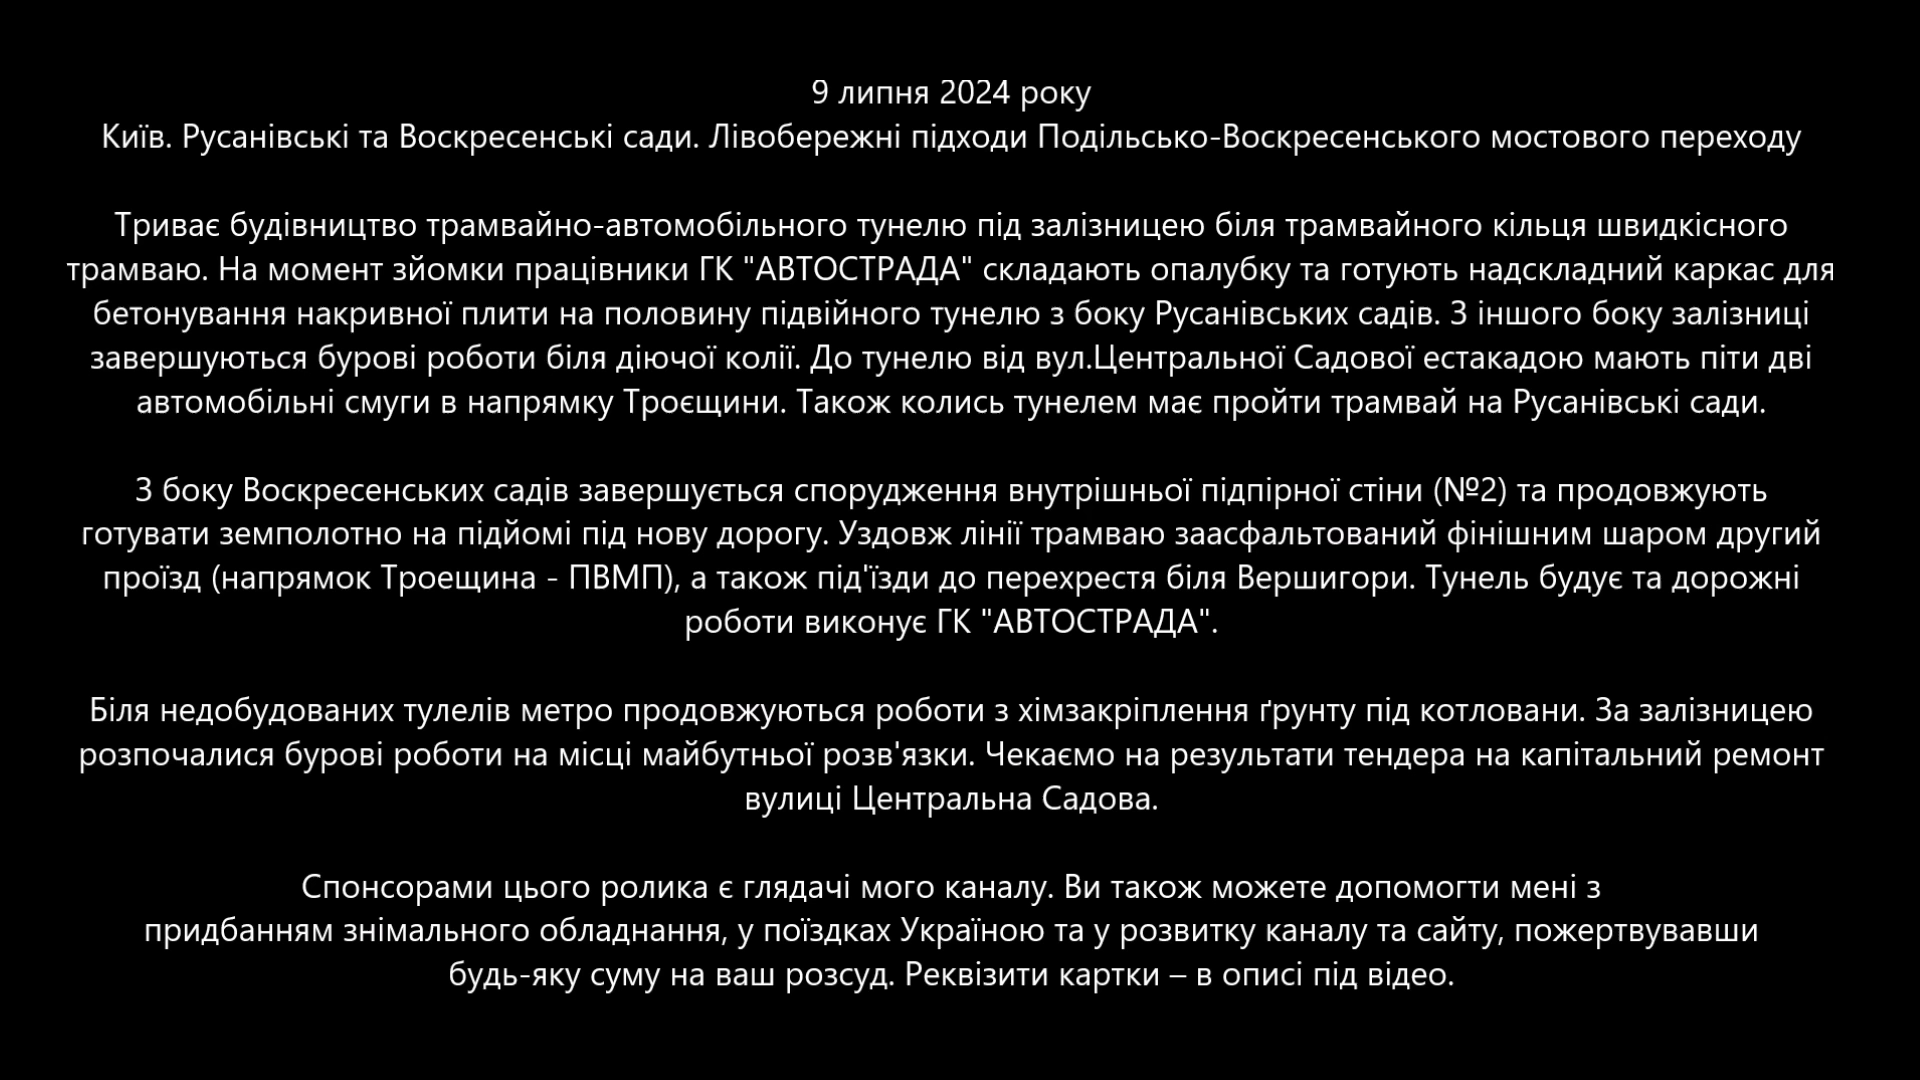 9 липня 2024 року
Київ. Русанівські та Воскресенські сади. Лівобережні підходи Подільсько-Воскресенського мостового переходу
Триває будівництво трамвайно-автомобільного тунелю під залізницею біля трамвайного кільця швидкісного
трамваю. На момент зйомки працівники ГК "АВТОСТРАДА" складають опалубку та готують надскладний каркас для
бетонування накривної плити на половину підвійного тунелю з боку Русанівських садів. З іншого боку залізниці
завершуються бурові роботи біля діючої колії. До тунелю від вул.Центральної Садової естакадою мають піти дві
автомобільні смуги в напрямку Троєщини. Також колись тунелем має пройти трамвай на Русанівські сади.
З боку Воскресенських садів завершується спорудження внутрішньої підпірної стіни (№2) та продовжують
готувати земполотно на підйомі під нову дорогу. Уздовж лінії трамваю заасфальтований фінішним шаром другий
проїзд (напрямок Троещина - ПВМП), а також під'їзди до перехрестя біля Вершигори. Тунель будує та дорожні
роботи виконує ГК "АВТОСТРАДА".
Біля недобудованих тулелів метро продовжуються роботи з хімзакріплення ґрунту під котловани. За залізницею
розпочалися бурові роботи на місці майбутньої розв'язки. Чекаємо на результати тендера на капітальний ремонт
вулиці Центральна Садова.
Спонсорами цього ролика є глядачі мого каналу. Ви також можете допомогти мені з
придбанням знімального обладнання, у поїздках Україною та у розвитку каналу та сайту, пожертвувавши
будь-яку суму на ваш розсуд. Реквізити картки – в описі під відео.